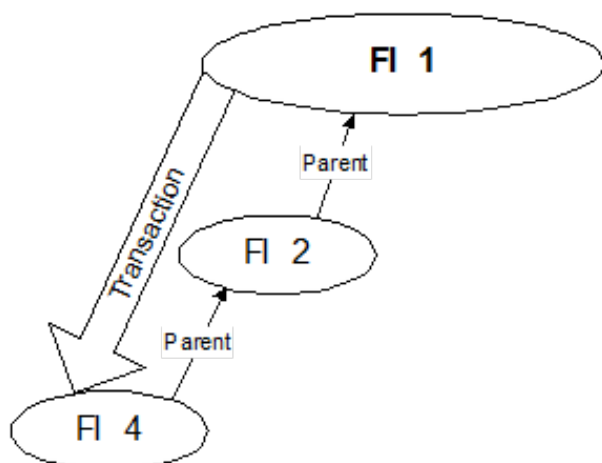 FI 1
Parent
Transaction
FI 2
Parent
FI 4